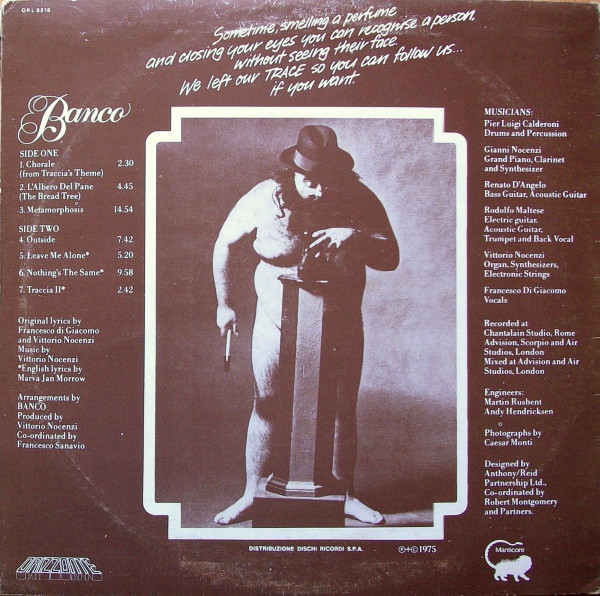 ORL 8216
Sometime, smelling a perfume
and closing your eyes you can recognise a person.
without seeing their face
We left our TRACE so you can follow us...
if you want.
Banco
SIDE ONE
1. Chorale 2.30
(from Traccia's Theme)
2. L'Albero Del Pane 4.45
(The Bread Tree)
3. Metamorphosis 14.54
SIDE TWO
4. Outside 7.42
5. Leave Me Alone* 5.20
6. Nothing's The Same* 9.58
7. Traccia II* 2.42
Original lyrics by
Francesco di Giacomo
and Vittorio Nocenzi
Music by
Vittorio Nocenzi
*English lyrics by
Marva Jan Morrow
Arrangements by
BANCO
Produced by
Vittorio Nocenzi
Co-ordinated by
Francesco Sanavio
ORIZZONTE
MUSICIANS:
Pier Luigi Calderoni
Drums and Percussion
Gianni Nocenzi
Grand Piano, Clarinet
and Synthesizer
Renato D'Angelo
Bass Guitar, Acoustic Guitar
Rodolfo Maltese
Electric guitar,
Acoustic Guitar,
Trumpet and Back Vocal
Vittorio Nocenzi
Organ, Synthesizers,
Electronic Strings
Francesco Di Giacomo
Vocals
Recorded at
Chantalain Studio, Rome
Advision, Scorpio and Air
Studios, London
Mixed at Advision and Air
Studios, London
Engineers:
Martin Rushent
Andy Hendricksen
Photographs by
Caesar Monti
Designed by
Anthony/Reid
Partnership Ltd.,
Co-ordinated by
Robert Montgomery
and Partners.
DISTRIBUZIONE DISCHI RICORDI S.P.A.
℗+© 1975
Manticore